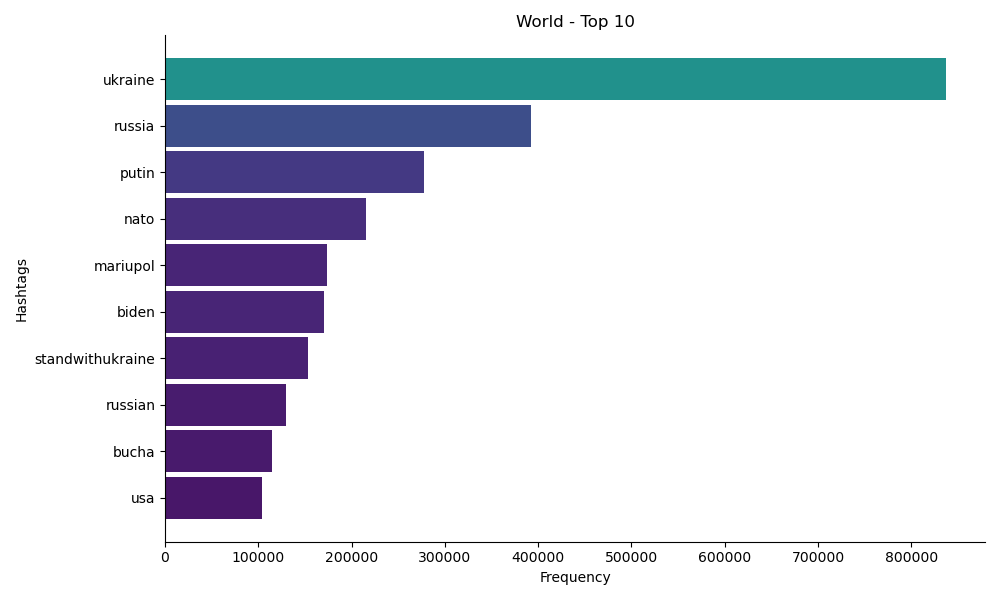 World - Top 10
Hashtags
ukraine
russia
putin
nato
mariupol
biden
standwithukraine
russian
bucha
usa
0 100000 200000 300000 400000 500000 600000 700000 800000
Frequency